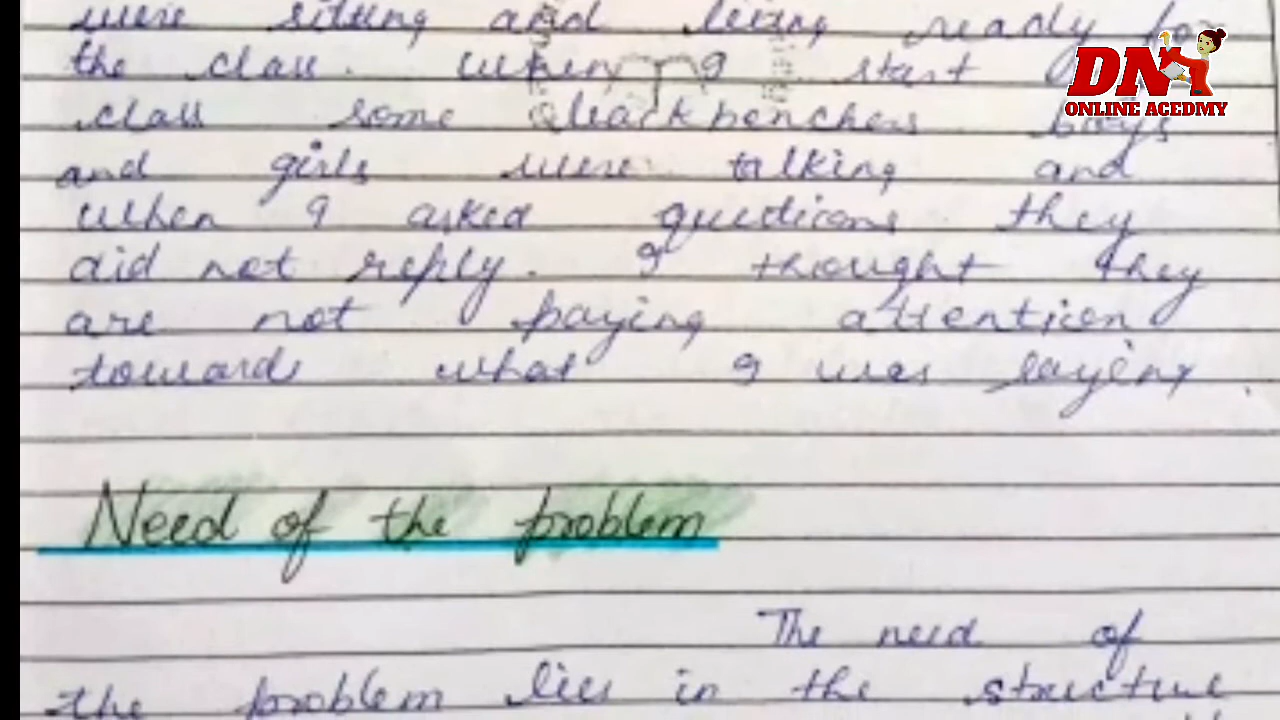 were sitting and being ready for
the class. when I start
class some backbenchers boys
and girls were talking and
when I asked questions they
did not reply. I thought they
are not paying attention
towards what I was saying.
Need of the problem
The need of
the problem lies in the structure
DNA
ONLINE ACEDMY